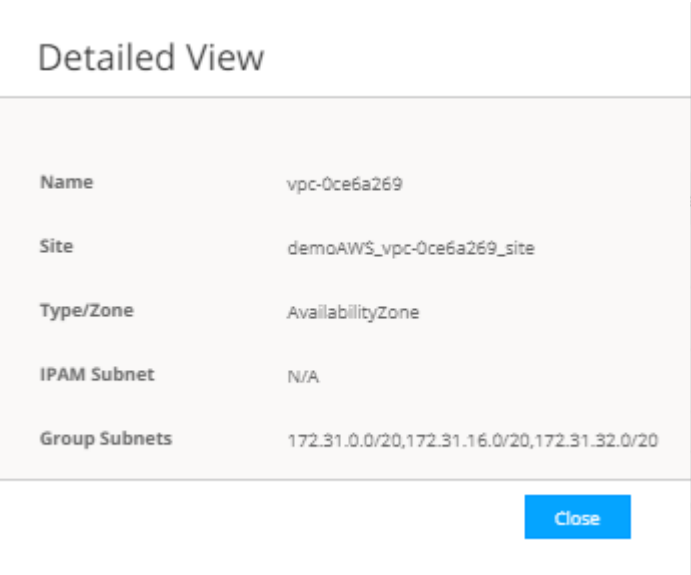 Detailed View
Name vpc-0ce6a269
Site demoAWS_vpc-0ce6a269_site
Type/Zone AvailabilityZone
IPAM Subnet N/A
Group Subnets 172.31.0.0/20,172.31.16.0/20,172.31.32.0/20
Close